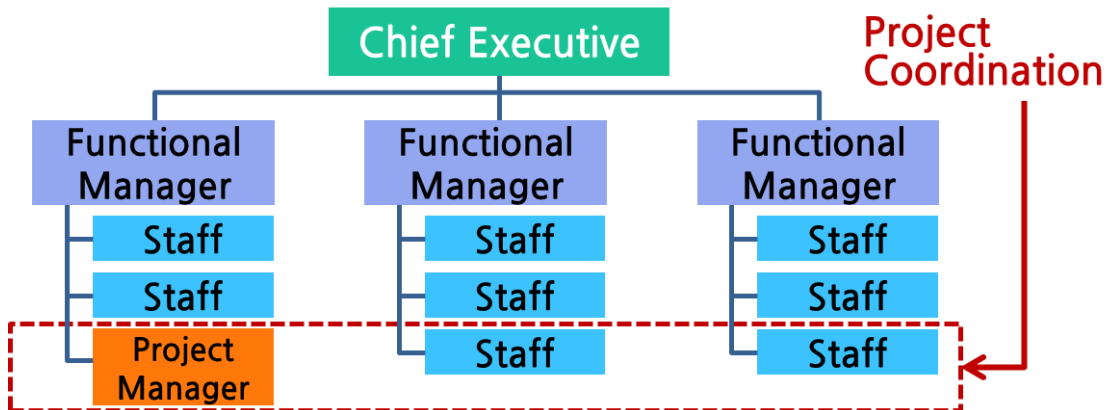 Chief Executive
Project
Coordination
Functional
Manager
Functional
Manager
Functional
Manager
Staff
Staff
Staff
Staff
Staff
Staff
Project
Manager
Staff
Staff